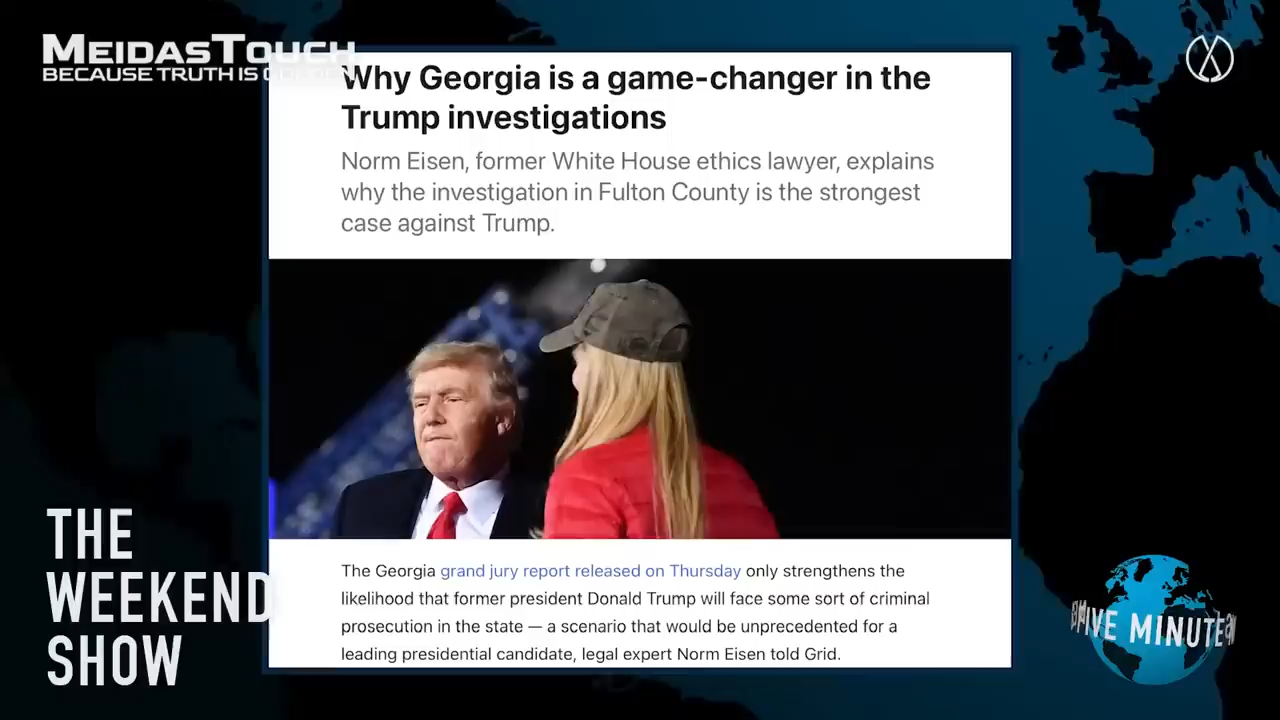 MEIDASTOUCH
BECAUSE TRUTH IS GOLDEN
Why Georgia is a game-changer in the
Trump investigations
Norm Eisen, former White House ethics lawyer, explains
why the investigation in Fulton County is the strongest
case against Trump.
The Georgia grand jury report released on Thursday only strengthens the
likelihood that former president Donald Trump will face some sort of criminal
prosecution in the state — a scenario that would be unprecedented for a
leading presidential candidate, legal expert Norm Eisen told Grid.
THE
WEEKEND
SHOW
MINUTE